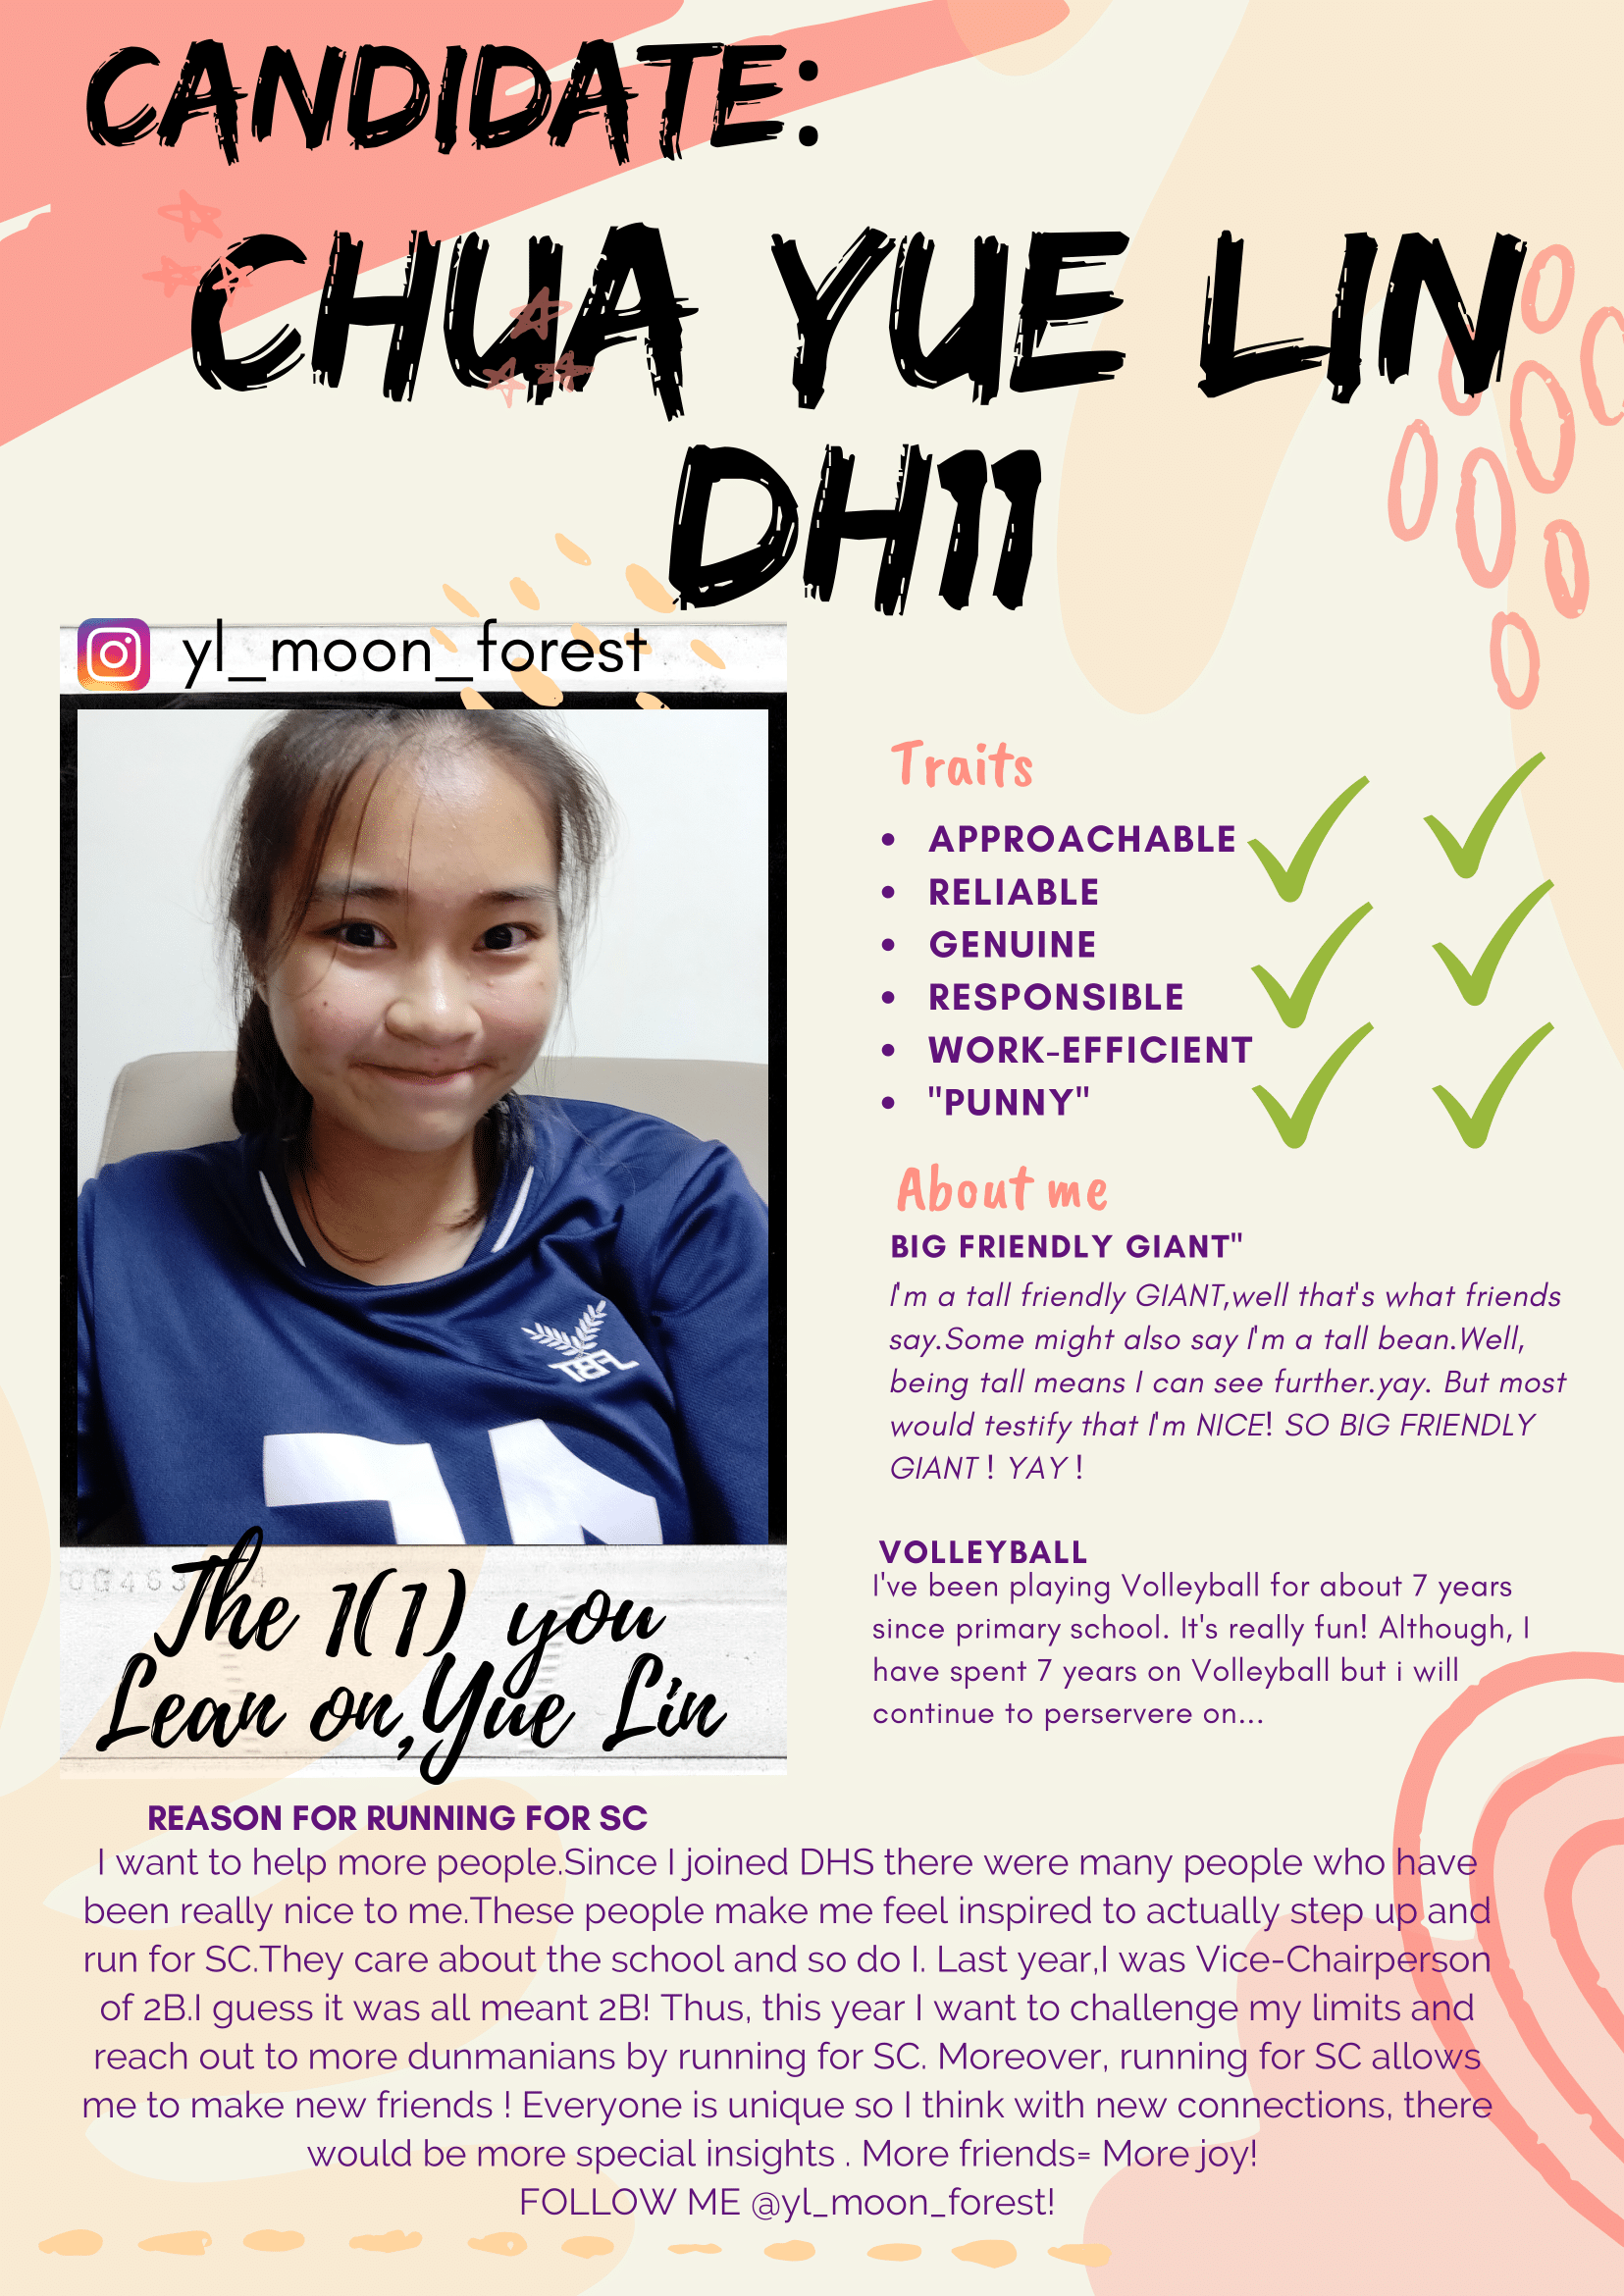 CANDIDATE:
CHUA YUE LIN
DH11
yl_moon_forest
Traits
• APPROACHABLE
• RELIABLE
• GENUINE
• RESPONSIBLE
• WORK-EFFICIENT
• "PUNNY"
About me
BIG FRIENDLY GIANT"
I'm a tall friendly GIANT,well that's what friends
say.Some might also say I'm a tall bean.Well,
being tall means I can see further.yay. But most
would testify that I'm NICE! SO BIG FRIENDLY
GIANT ! YAY !
VOLLEYBALL
I've been playing Volleyball for about 7 years
since primary school. It's really fun! Although, I
have spent 7 years on Volleyball but i will
continue to perservere on...
The 1(1) you
Lean on,Yue Lin
REASON FOR RUNNING FOR SC
I want to help more people.Since I joined DHS there were many people who have
been really nice to me.These people make me feel inspired to actually step up and
run for SC.They care about the school and so do I. Last year,I was Vice-Chairperson
of 2B.I guess it was all meant 2B! Thus, this year I want to challenge my limits and
reach out to more dunmanians by running for SC. Moreover, running for SC allows
me to make new friends ! Everyone is unique so I think with new connections, there
would be more special insights . More friends= More joy!
FOLLOW ME @yl_moon_forest!